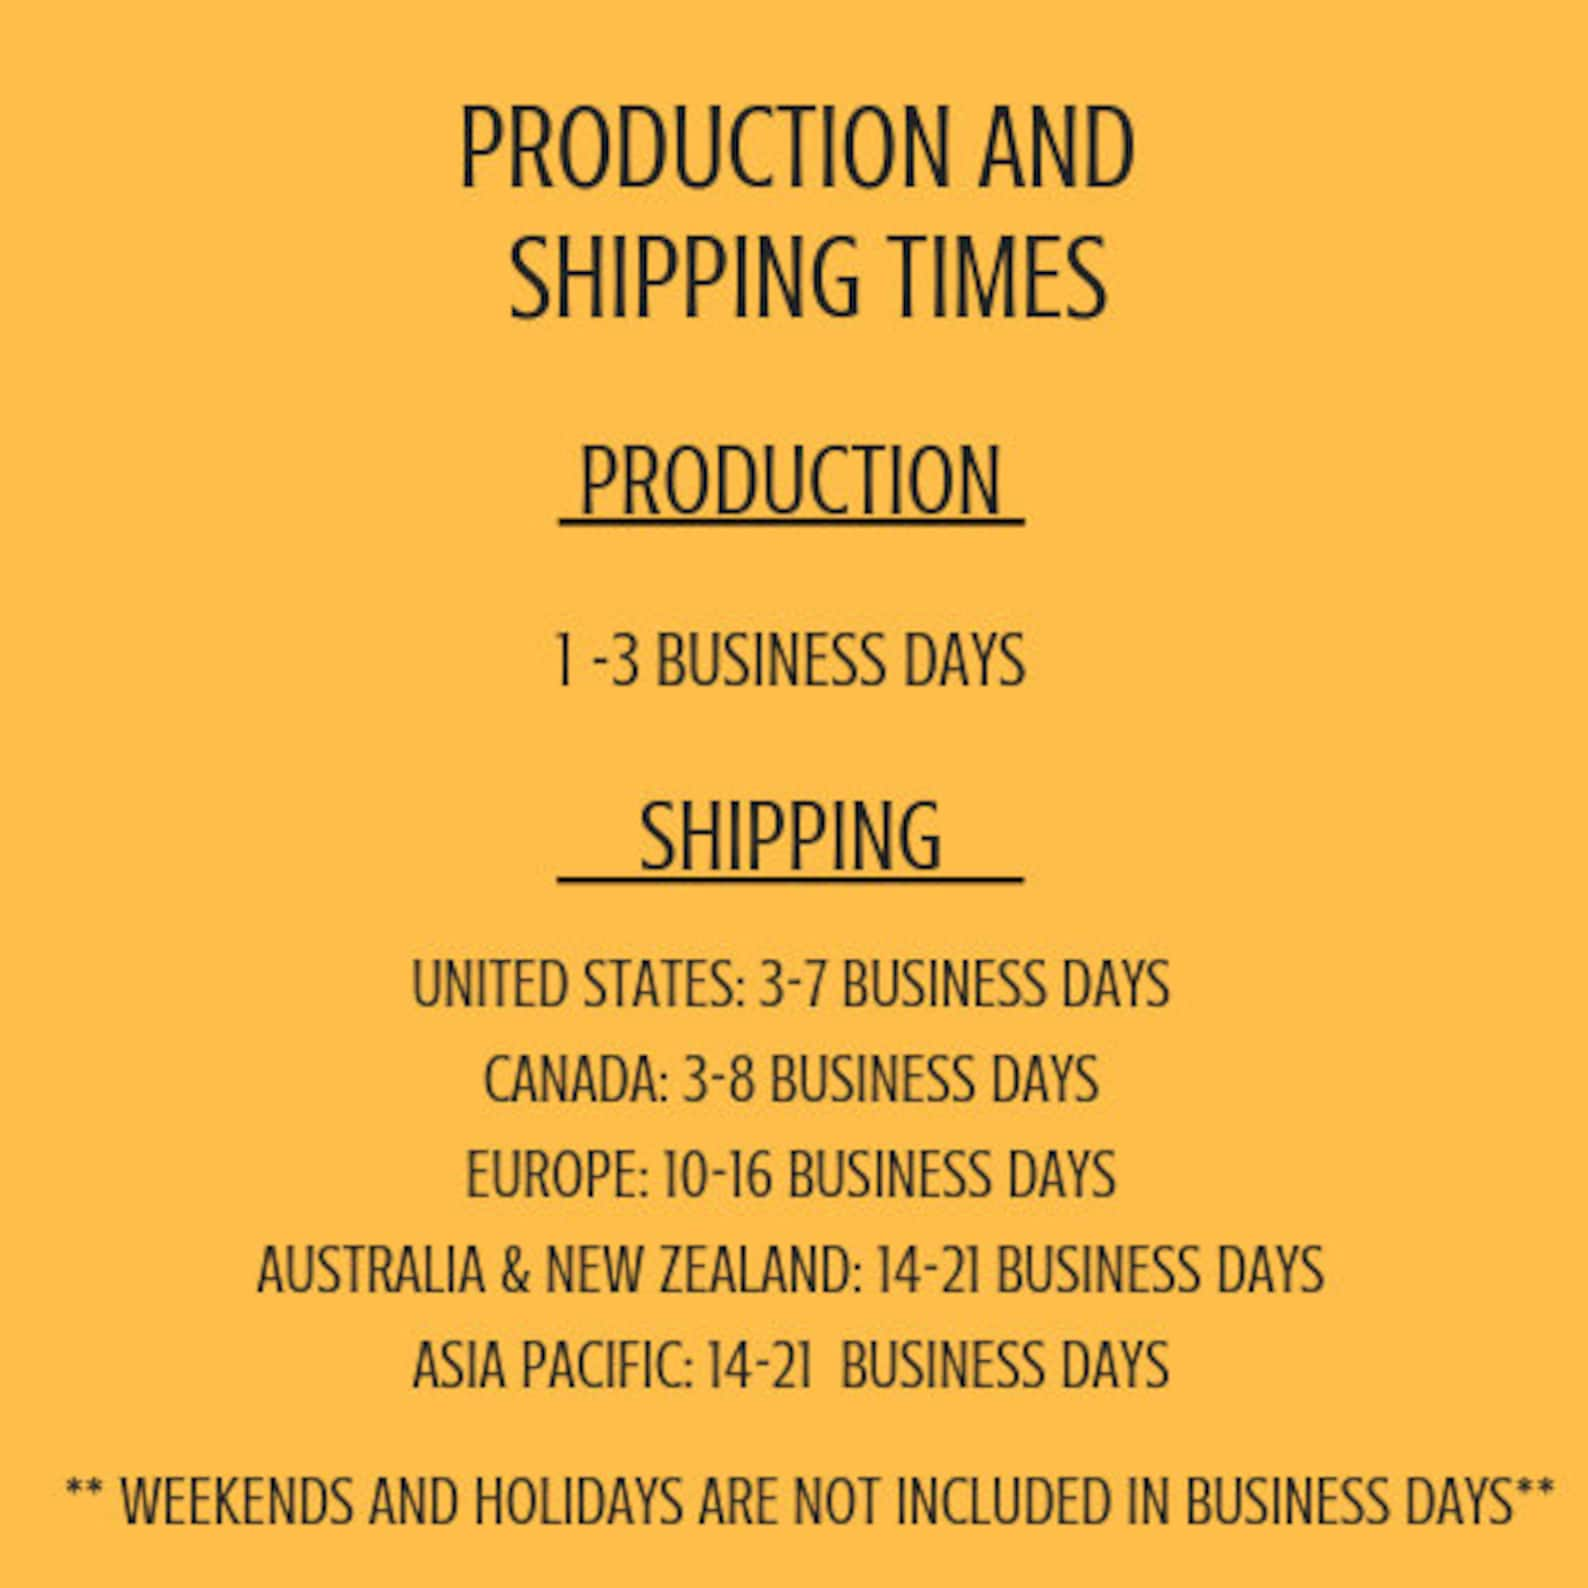 PRODUCTION AND
SHIPPING TIMES
PRODUCTION
1 -3 BUSINESS DAYS
SHIPPING
UNITED STATES: 3-7 BUSINESS DAYS
CANADA: 3-8 BUSINESS DAYS
EUROPE: 10-16 BUSINESS DAYS
AUSTRALIA & NEW ZEALAND: 14-21 BUSINESS DAYS
ASIA PACIFIC: 14-21  BUSINESS DAYS
** WEEKENDS AND HOLIDAYS ARE NOT INCLUDED IN BUSINESS DAYS**